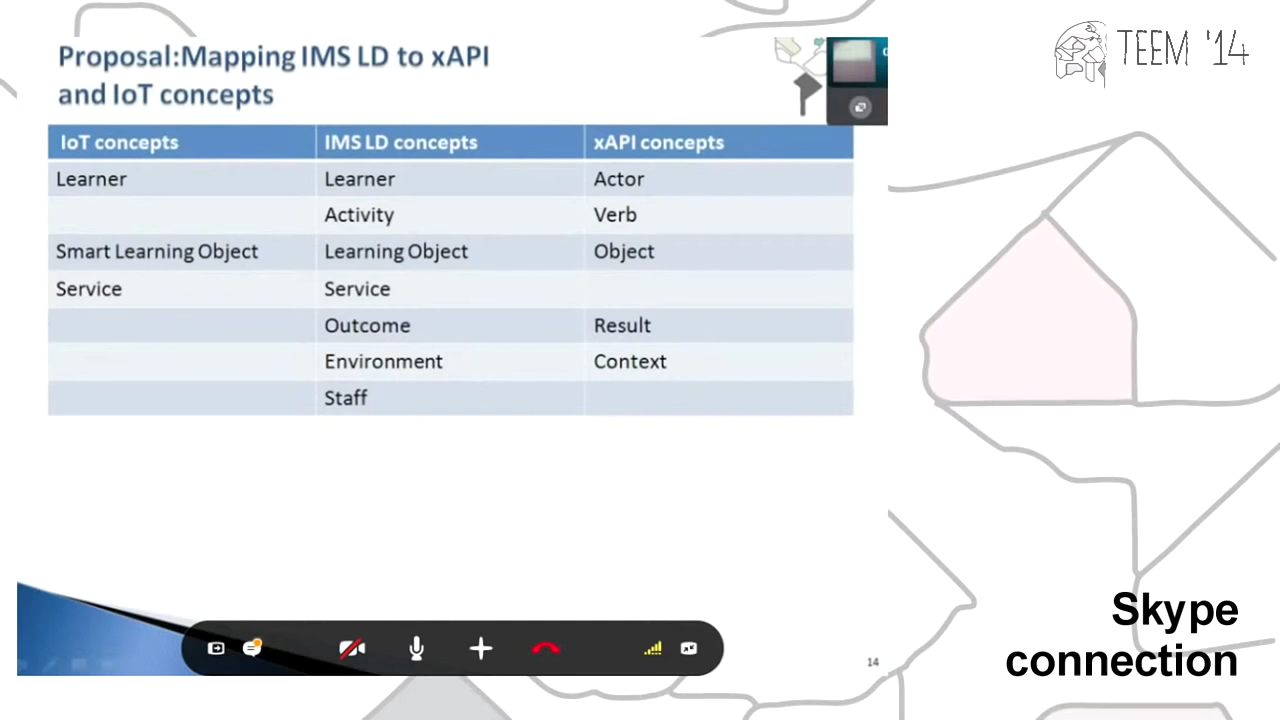 Proposal:Mapping IMS LD to xAPI
and IoT concepts
TEEM '14
IoT concepts IMS LD concepts xAPI concepts
Learner Learner Actor
Activity Verb
Smart Learning Object Learning Object Object
Service Service
Outcome Result
Environment Context
Staff
14
Skype
connection